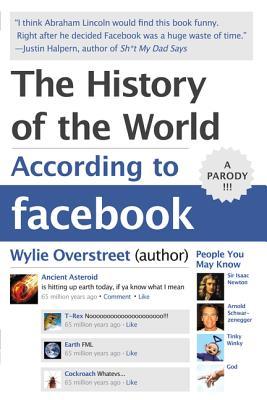 "I think Abraham Lincoln would find this book funny.
Right after he decided Facebook was a huge waste of time."
—Justin Halpern, author of Sh*t My Dad Says
The History
of the World
According to
facebook
A
PARODY
!!!
Wylie Overstreet (author)
Ancient Asteroid
is hitting up earth today, if you know what I mean
65 million years ago · Comment · Like
T-Rex Nooooooooooooooooooooo!!!
65 million years ago · Like
Earth FML
65 million years ago · Like
Cockroach Whatevs...
65 million years ago · Like
People You
May Know
Sir Isaac
Newton
Arnold
Schwar-
zenegger
Tinky
Winky
God